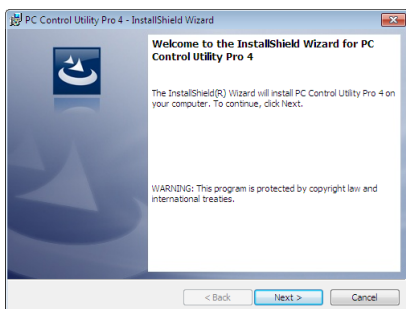 PC Control Utility Pro 4 - InstallShield Wizard
Welcome to the InstallShield Wizard for PC
Control Utility Pro 4
The InstallShield(R) Wizard will install PC Control Utility Pro 4 on
your computer. To continue, click Next.
WARNING: This program is protected by copyright law and
international treaties.
< Back
Next >
Cancel